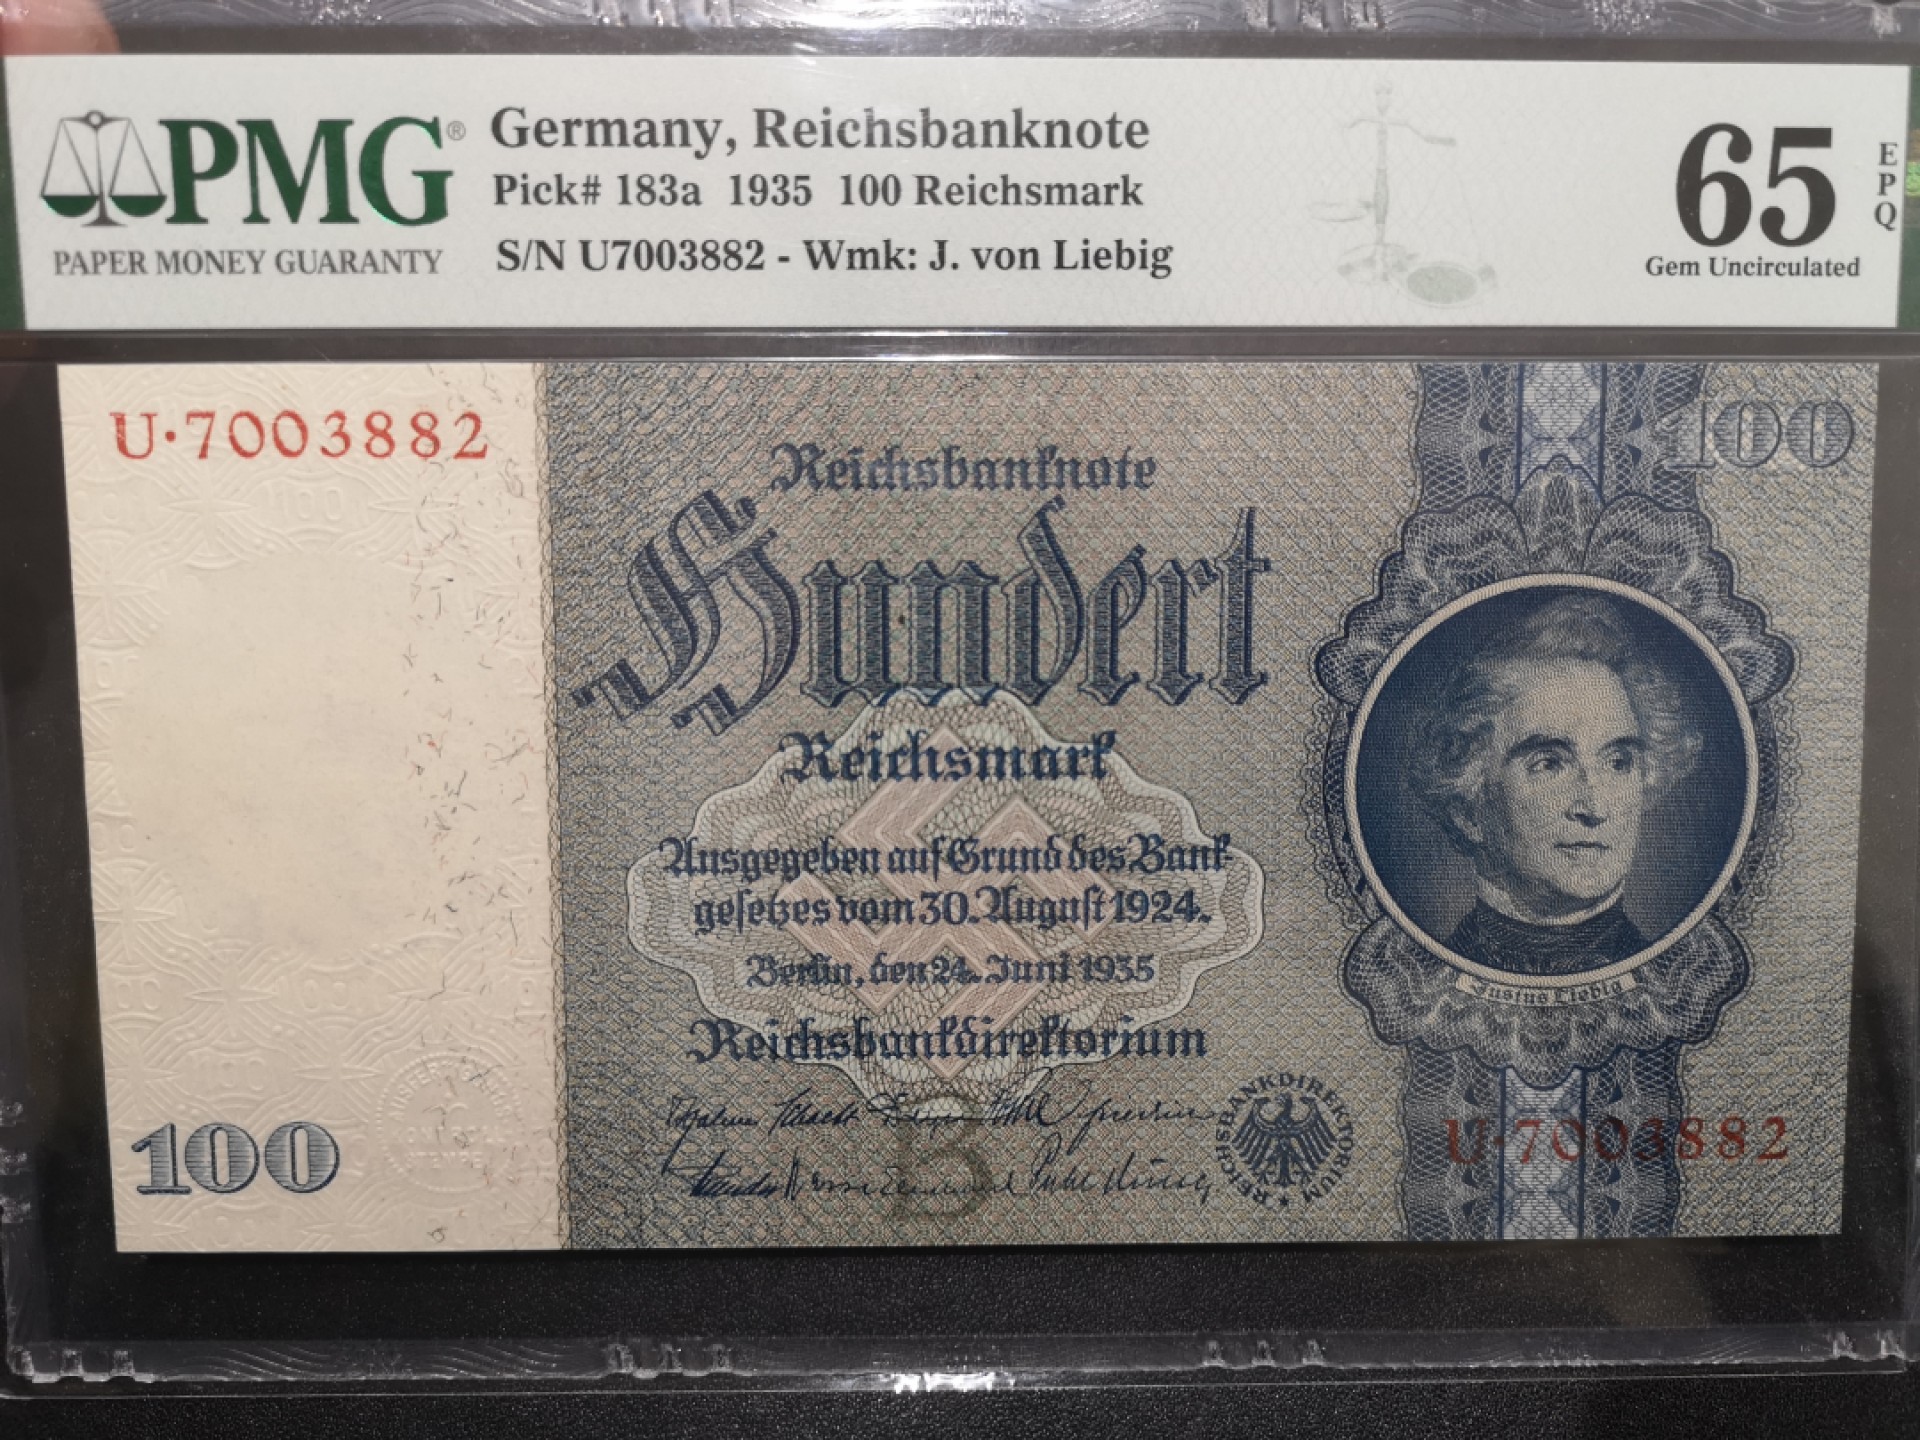 PMG®
PAPER MONEY GUARANTY
Germany, Reichsbanknote
Pick# 183a 1935 100 Reichsmark
S/N U7003882 - Wmk: J. von Liebig
65
EPQ
Gem Uncirculated
U·7003882
100
Reichsbanknote
Hundert
Reichsmark
Ausgegeben auf Grund des Bank-
gesetzes vom 30. August 1924.
Berlin, den 24. Juni 1935
Reichsbankdirektorium
REICHSBANKDIREKTORIUM
B
Justus Liebig
U·7003882
100